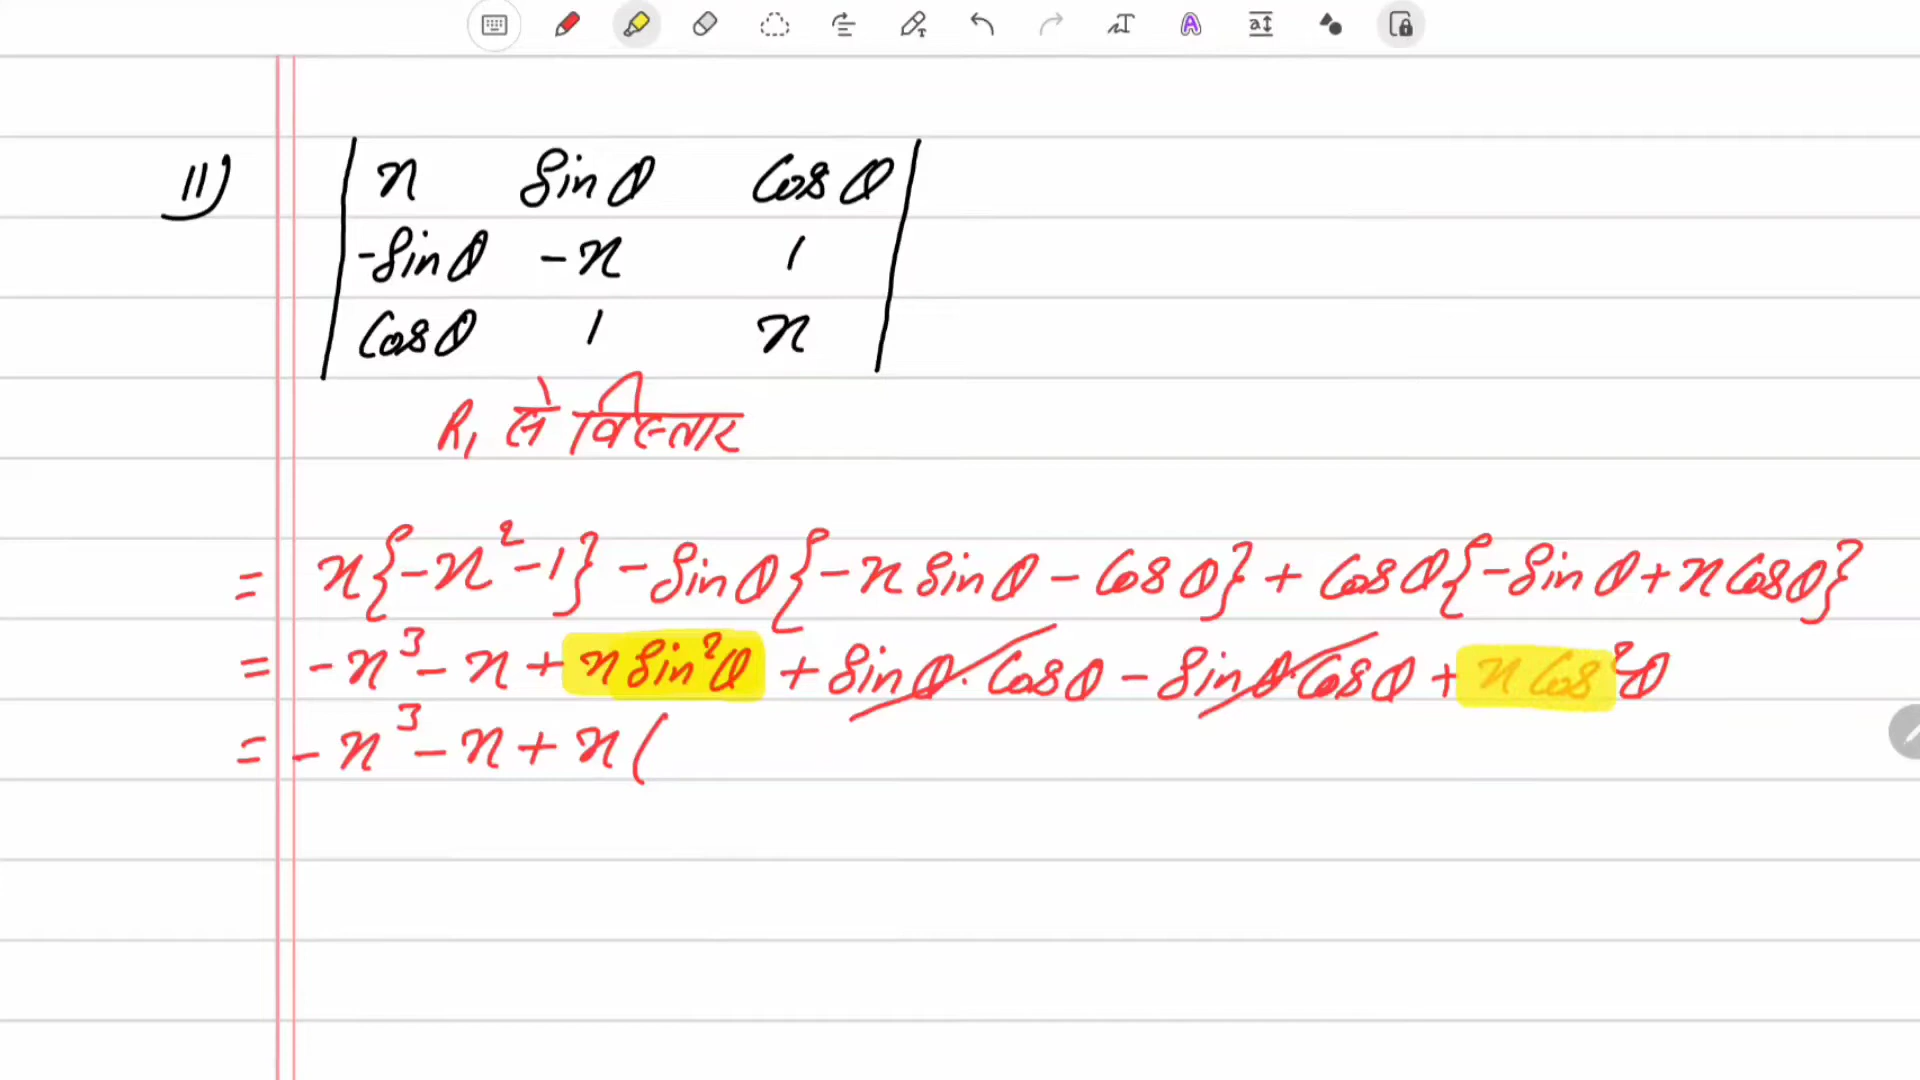 11) | x sinθ cosθ |
| -sinθ -x 1 |
| cosθ 1 x |
R₁ से विस्तार
= x{-x²-1} - sinθ{-x sinθ - cosθ} + cosθ{-sinθ + x cosθ}
= -x³ - x + x sin²θ + sinθ·cosθ - sinθ cosθ + x cos²θ
= -x³ - x + x(